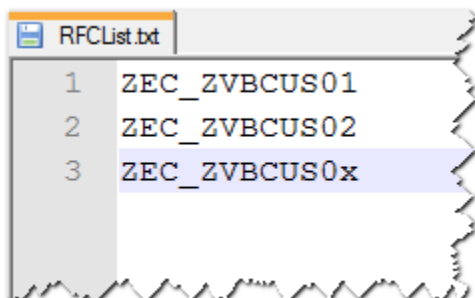 RFCList.txt
1 ZEC_ZVBCUS01
2 ZEC_ZVBCUS02
3 ZEC_ZVBCUS0x